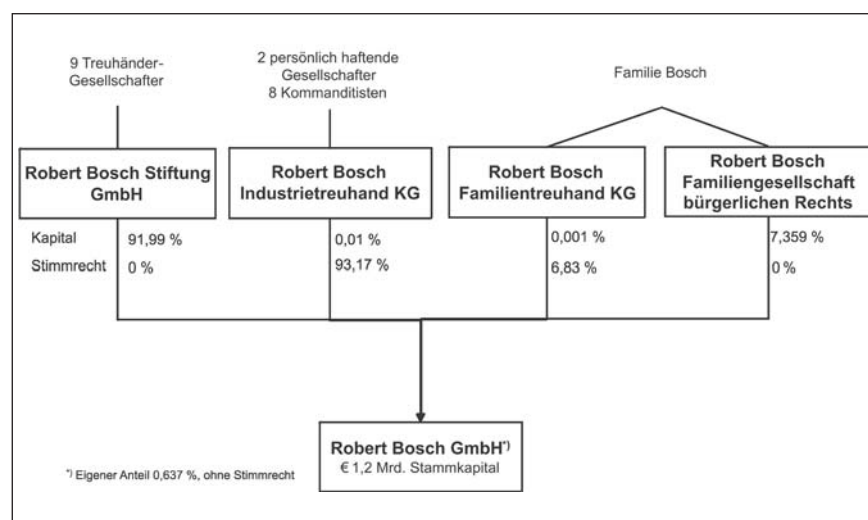 9 Treuhänder-
Gesellschafter
2 persönlich haftende
Gesellschafter
8 Kommanditisten
Familie Bosch
Robert Bosch Stiftung
GmbH
Robert Bosch
Industrietreuhand KG
Robert Bosch
Familientreuhand KG
Robert Bosch
Familiengesellschaft
bürgerlichen Rechts
Kapital 91,99 % 0,01 % 0,001 % 7,359 %
Stimmrecht 0 % 93,17 % 6,83 % 0 %
Robert Bosch GmbH*)
€ 1,2 Mrd. Stammkapital
*) Eigener Anteil 0,637 %, ohne Stimmrecht